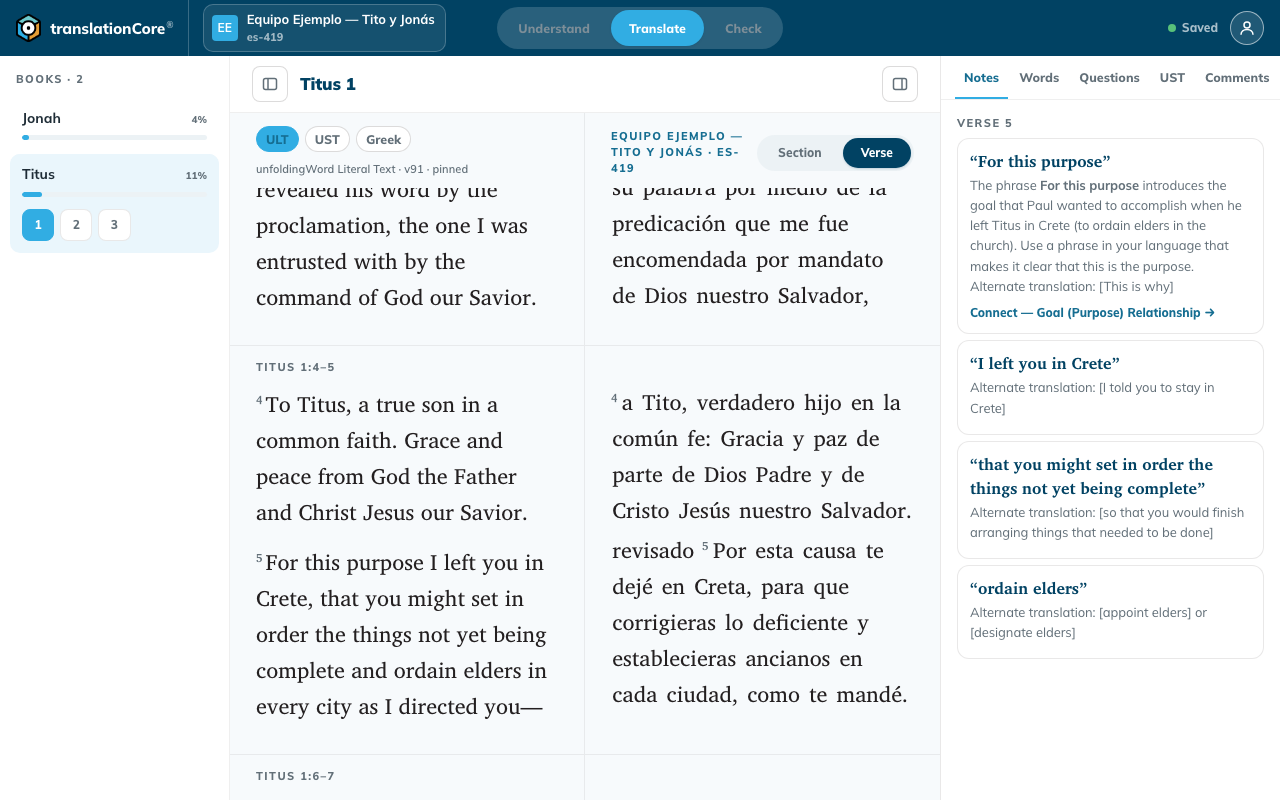 translationCore®
EE
Equipo Ejemplo — Tito y Jonás
es-419
Understand
Translate
Check
Saved
BOOKS · 2
Jonah
4%
Titus
11%
1
2
3
Titus 1
ULT
UST
Greek
unfoldingWord Literal Text · v91 · pinned
revealed his word by the
proclamation, the one I was
entrusted with by the
command of God our Savior.
EQUIPO EJEMPLO —
TITO Y JONÁS · ES-
419
Section
Verse
su palabra por medio de la
predicación que me fue
encomendada por mandato
de Dios nuestro Salvador,
TITUS 1:4–5
4 To Titus, a true son in a
common faith. Grace and
peace from God the Father
and Christ Jesus our Savior.
5 For this purpose I left you in
Crete, that you might set in
order the things not yet being
complete and ordain elders in
every city as I directed you—
4 a Tito, verdadero hijo en la
común fe: Gracia y paz de
parte de Dios Padre y de
Cristo Jesús nuestro Salvador.
revisado 5 Por esta causa te
dejé en Creta, para que
corrigieras lo deficiente y
establecieras ancianos en
cada ciudad, como te mandé.
TITUS 1:6–7
Notes
Words
Questions
UST
Comments
VERSE 5
“For this purpose”
The phrase For this purpose introduces the
goal that Paul wanted to accomplish when he
left Titus in Crete (to ordain elders in the
church). Use a phrase in your language that
makes it clear that this is the purpose.
Alternate translation: [This is why]
Connect — Goal (Purpose) Relationship →
“I left you in Crete”
Alternate translation: [I told you to stay in
Crete]
“that you might set in order the
things not yet being complete”
Alternate translation: [so that you would finish
arranging things that needed to be done]
“ordain elders”
Alternate translation: [appoint elders] or
[designate elders]